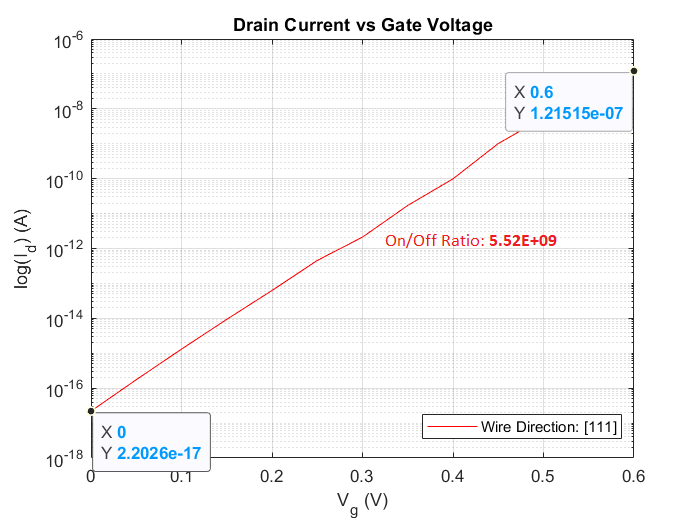 Drain Current vs Gate Voltage
10^-6
X 0.6
Y 1.21515e-07
10^-8
10^-10
log(I_d) (A)
On/Off Ratio: 5.52E+09
10^-12
10^-14
10^-16
X 0
Y 2.2026e-17
Wire Direction: [111]
10^-18
0 0.1 0.2 0.3 0.4 0.5 0.6
V_g (V)